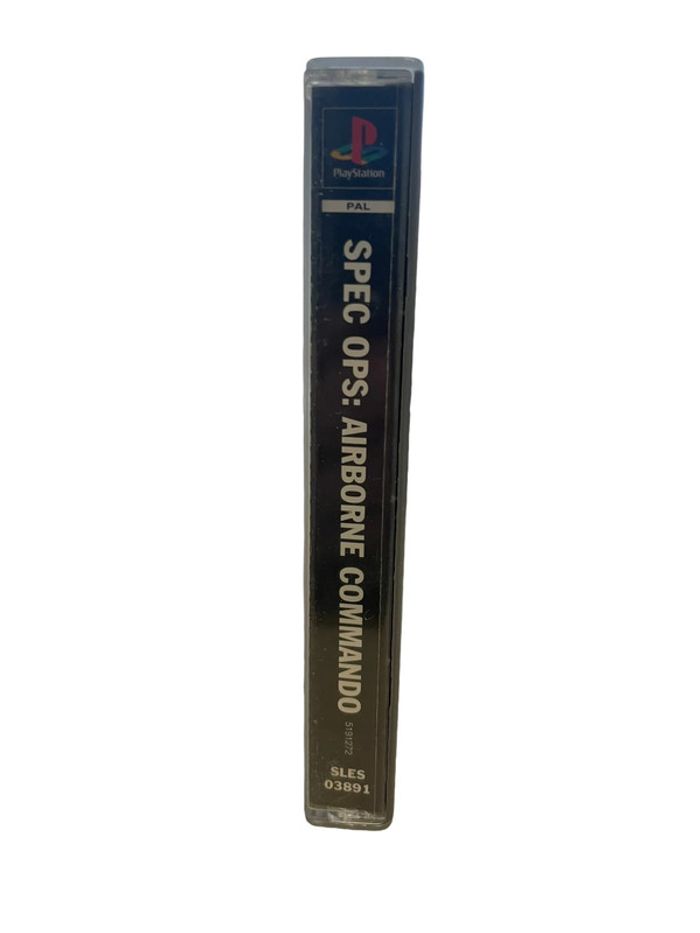 PlayStation
PAL
SPEC OPS: AIRBORNE COMMANDO
5191272
SLES
03891